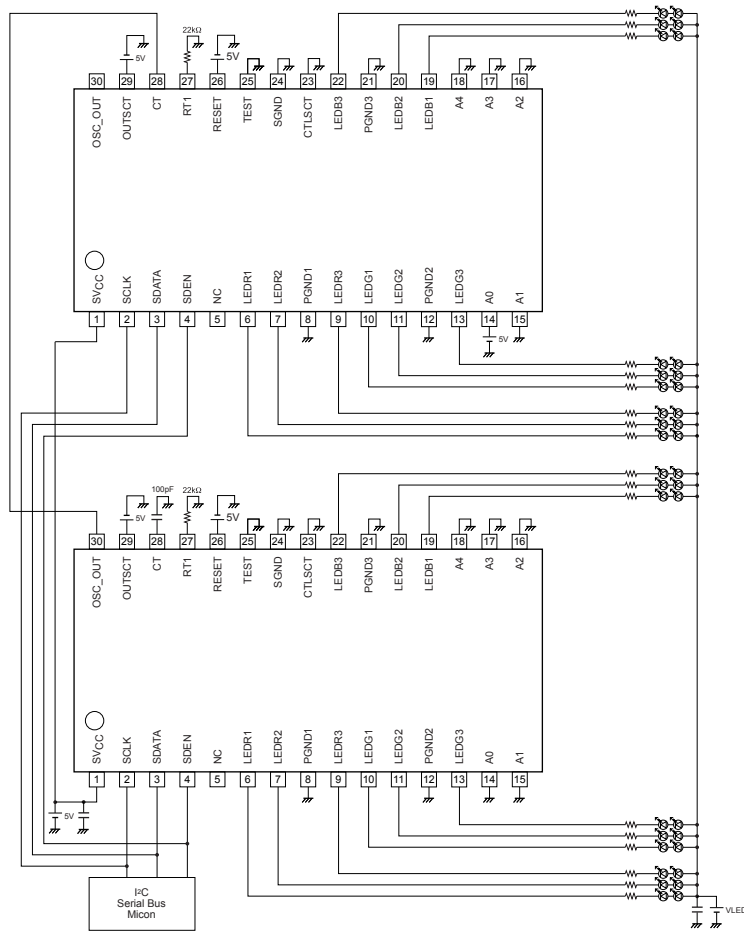 22kΩ
5V
5V
30 29 28 27 26 25 24 23 22 21 20 19 18 17 16
OSC_OUT OUTSCT CT RT1 RESET TEST SGND CTLSCT LEDB3 PGND3 LEDB2 LEDB1 A4 A3 A2
SVCC SCLK SDATA SDEN NC LEDR1 LEDR2 PGND1 LEDR3 LEDG1 LEDG2 PGND2 LEDG3 A0 A1
1 2 3 4 5 6 7 8 9 10 11 12 13 14 15
5V
100pF 22kΩ
5V
5V
30 29 28 27 26 25 24 23 22 21 20 19 18 17 16
OSC_OUT OUTSCT CT RT1 RESET TEST SGND CTLSCT LEDB3 PGND3 LEDB2 LEDB1 A4 A3 A2
SVCC SCLK SDATA SDEN NC LEDR1 LEDR2 PGND1 LEDR3 LEDG1 LEDG2 PGND2 LEDG3 A0 A1
1 2 3 4 5 6 7 8 9 10 11 12 13 14 15
5V
I²C
Serial Bus
Micon
VLED